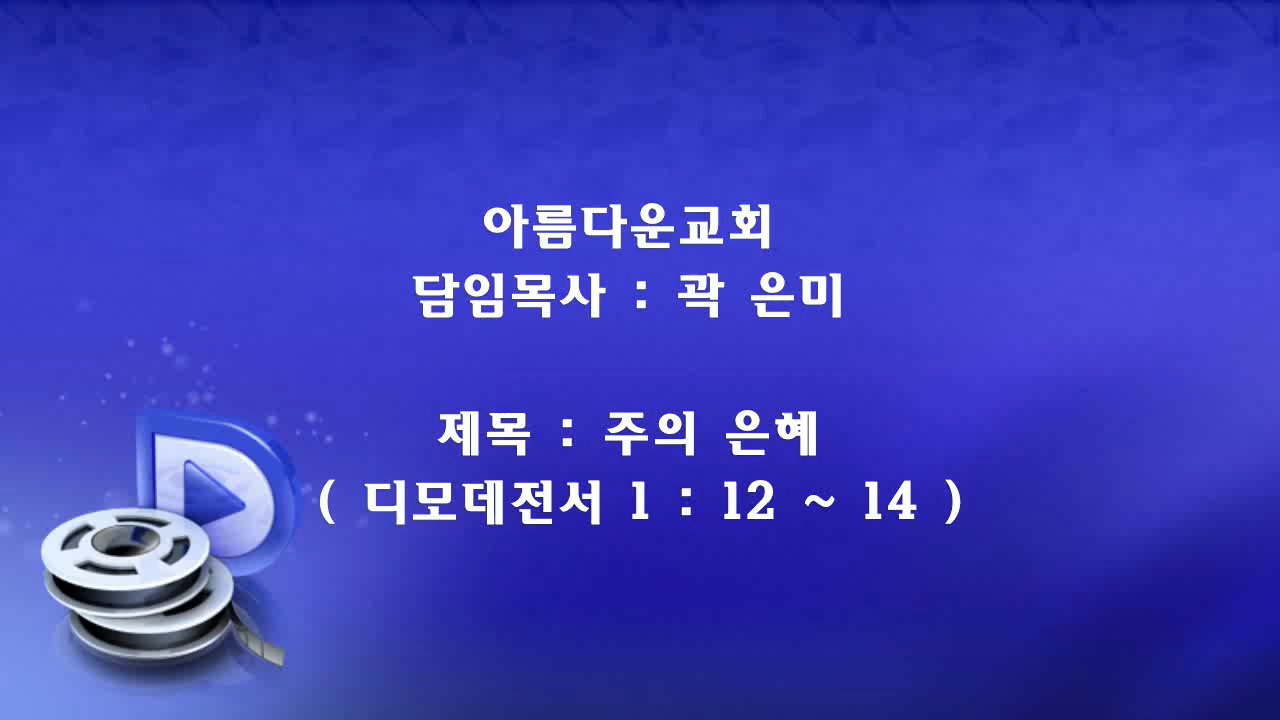 아름다운교회
담임목사 : 곽 은미
제목 : 주의 은혜
( 디모데전서 1 : 12 ~ 14 )